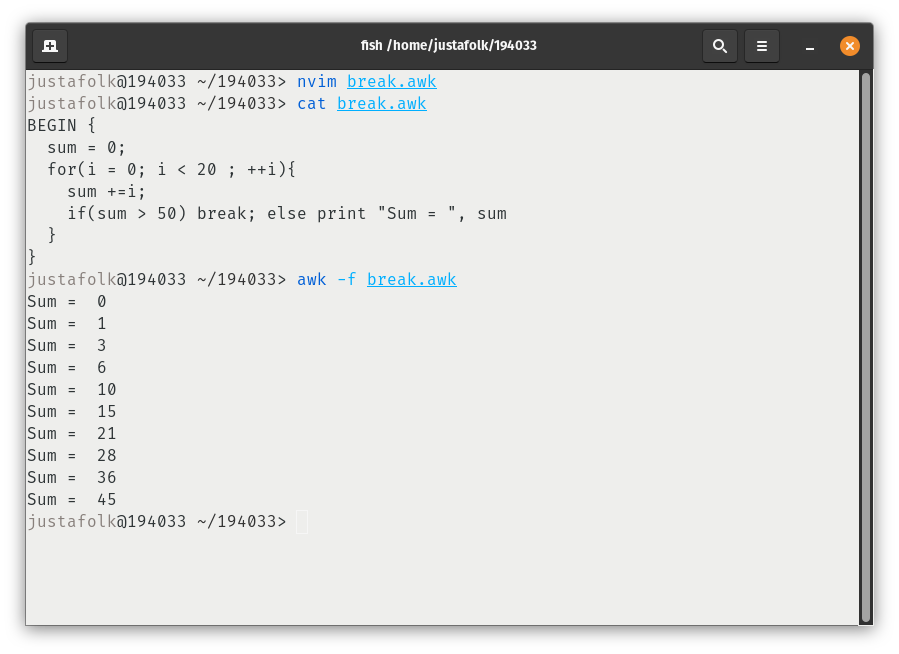 fish /home/justafolk/194033
justafolk@194033 ~/194033> nvim break.awk
justafolk@194033 ~/194033> cat break.awk
BEGIN {
  sum = 0;
  for(i = 0; i < 20 ; ++i){
    sum +=i;
    if(sum > 50) break; else print "Sum = ", sum
  }
}
justafolk@194033 ~/194033> awk -f break.awk
Sum =  0
Sum =  1
Sum =  3
Sum =  6
Sum =  10
Sum =  15
Sum =  21
Sum =  28
Sum =  36
Sum =  45
justafolk@194033 ~/194033>